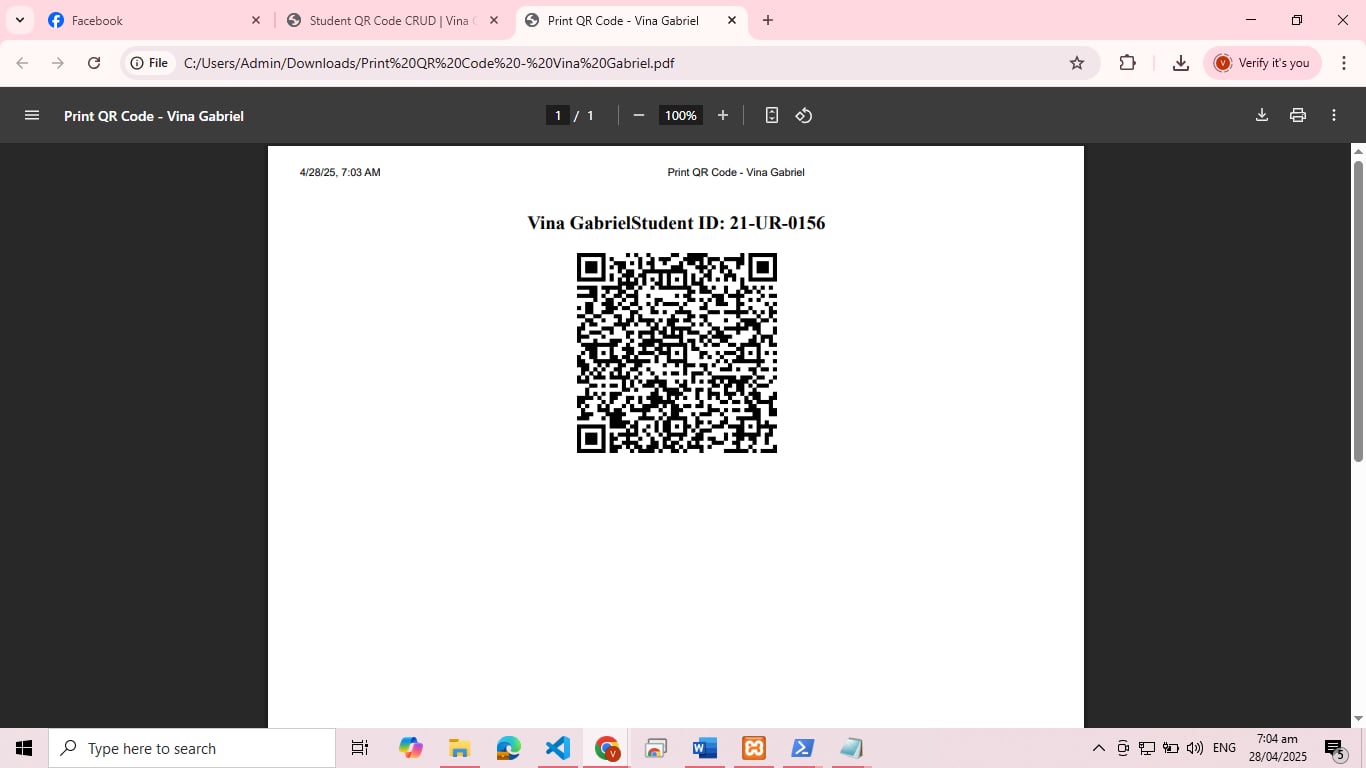 Facebook
Student QR Code CRUD | Vina
Print QR Code - Vina Gabriel
File
C:/Users/Admin/Downloads/Print%20QR%20Code%20-%20Vina%20Gabriel.pdf
Verify it's you
Print QR Code - Vina Gabriel
1 / 1
100%
4/28/25, 7:03 AM
Print QR Code - Vina Gabriel
Vina GabrielStudent ID: 21-UR-0156
Type here to search
ENG
7:04 am
28/04/2025
5